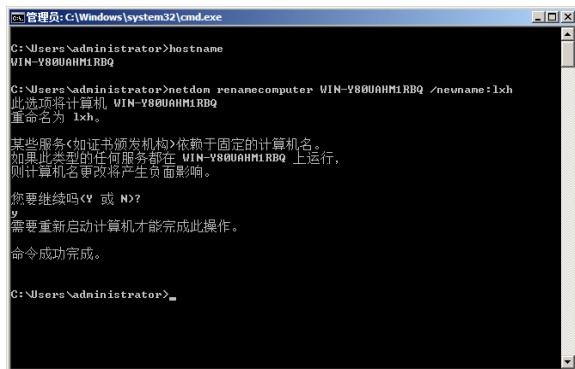 管理员: C:\Windows\system32\cmd.exe
C:\Users\administrator>hostname
WIN-Y80UAHM1RBQ
C:\Users\administrator>netdom renamecomputer WIN-Y80UAHM1RBQ /newname:lxh
此选项将计算机 WIN-Y80UAHM1RBQ
重命名为 lxh。
某些服务(如证书颁发机构)依赖于固定的计算机名。
如果此类型的任何服务都在 WIN-Y80UAHM1RBQ 上运行，
则计算机名更改将产生负面影响。
您要继续吗(Y 或 N)?
y
需要重新启动计算机才能完成此操作。
命令成功完成。
C:\Users\administrator>_